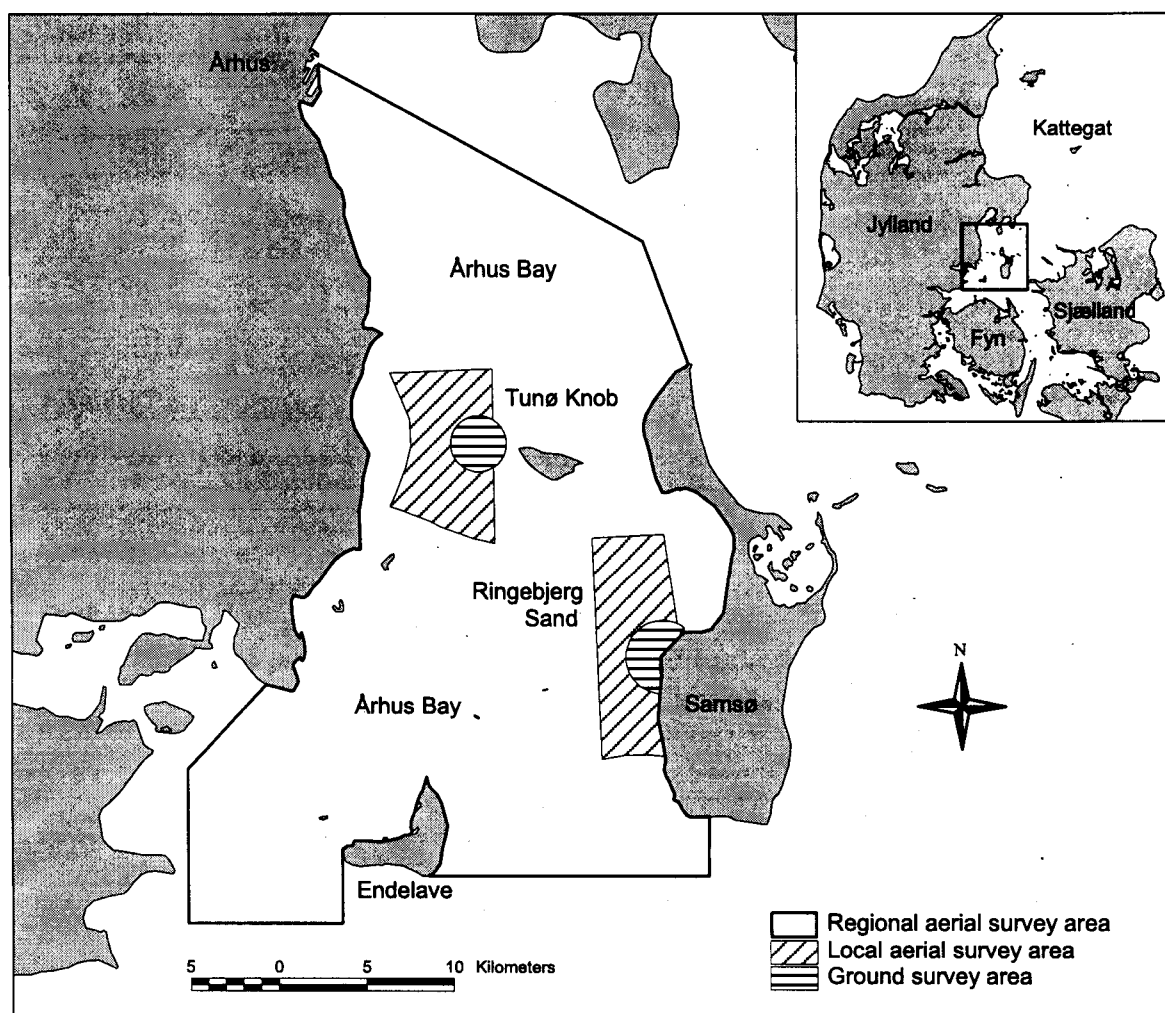 Århus
Kattegat
Jylland
Århus Bay
Sjælland
Fyn
Tunø Knob
Ringebjerg
Sand
Århus Bay
Samsø
N
Endelave
Regional aerial survey area
Local aerial survey area
Ground survey area
5 0 5 10 Kilometers